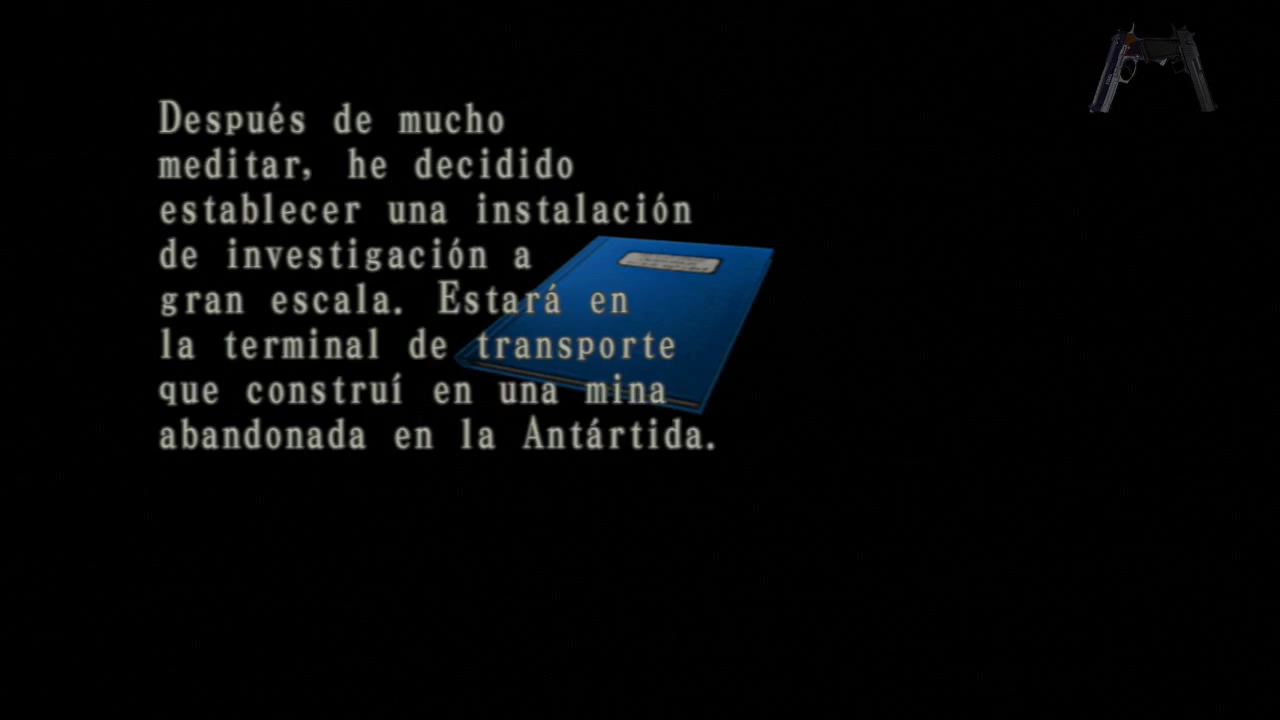 Después de mucho
meditar, he decidido
establecer una instalación
de investigación a
gran escala. Estará en
la terminal de transporte
que construí en una mina
abandonada en la Antártida.